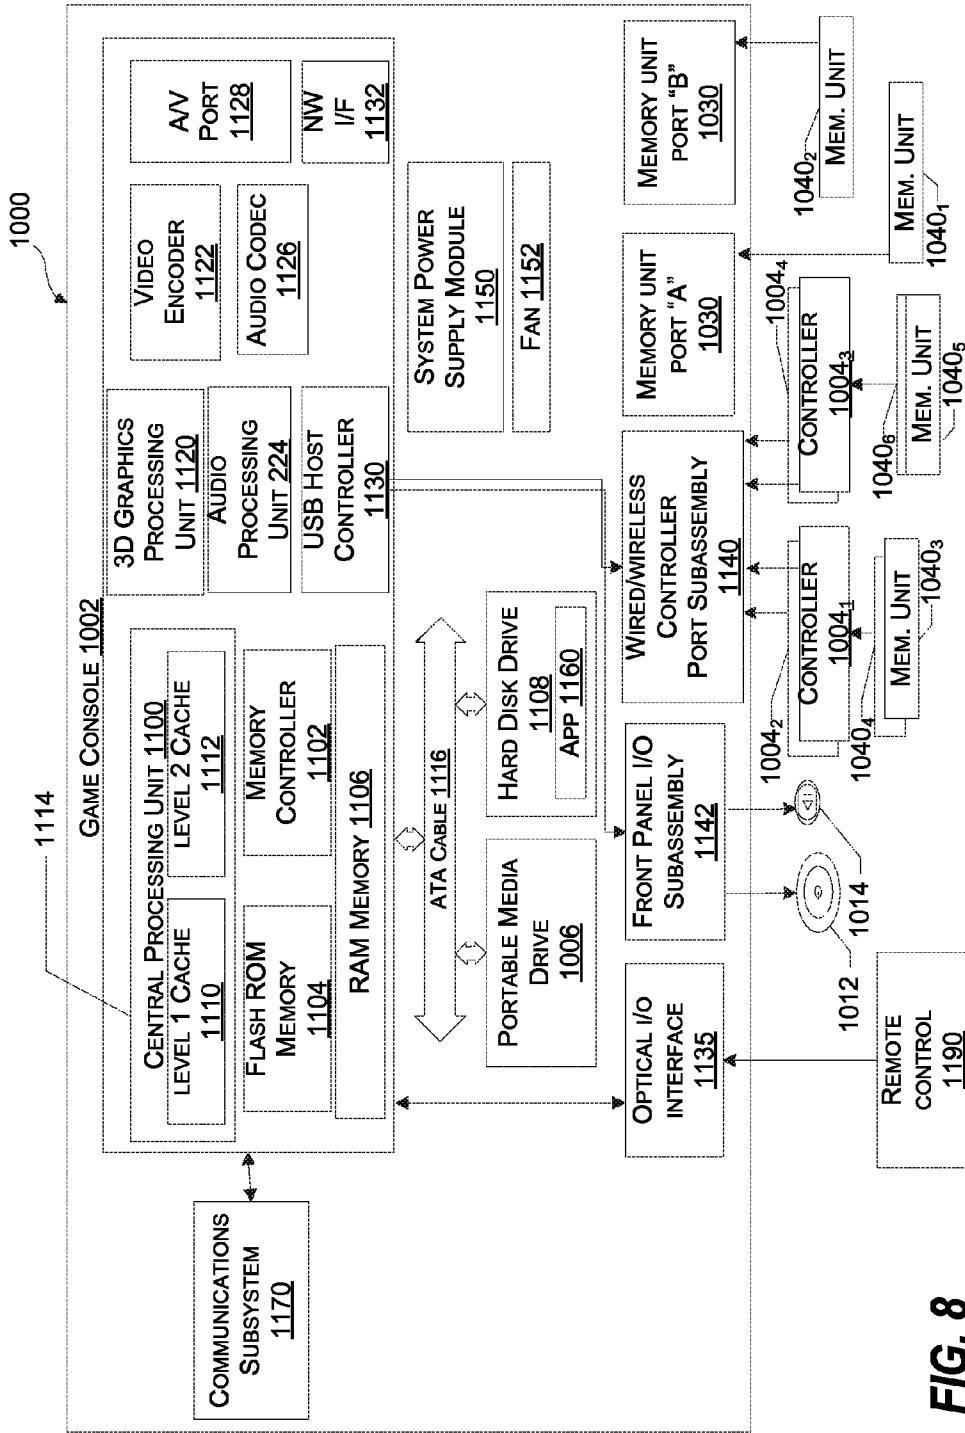 1000
GAME CONSOLE 1002
1114
CENTRAL PROCESSING UNIT 1100
LEVEL 1 CACHE
1110
LEVEL 2 CACHE
1112
3D GRAPHICS
PROCESSING
UNIT 1120
VIDEO
ENCODER
1122
A/V
PORT
1128
FLASH ROM
MEMORY
1104
MEMORY
CONTROLLER
1102
AUDIO
PROCESSING
UNIT 224
AUDIO CODEC
1126
RAM MEMORY 1106
USB HOST
CONTROLLER
1130
NW
I/F
1132
COMMUNICATIONS
SUBSYSTEM
1170
ATA CABLE 1116
SYSTEM POWER
SUPPLY MODULE
1150
FAN 1152
PORTABLE MEDIA
DRIVE
1006
HARD DISK DRIVE
1108
APP 1160
OPTICAL I/O
INTERFACE
1135
FRONT PANEL I/O
SUBASSEMBLY
1142
WIRED/WIRELESS
CONTROLLER
PORT SUBASSEMBLY
1140
MEMORY UNIT
PORT "A"
1030
MEMORY UNIT
PORT "B"
1030
1004₂
CONTROLLER
1004₁
1004₄
CONTROLLER
1004₃
1040₂
MEM. UNIT
1012
1014
1040₄
MEM. UNIT
1040₃
1040₆
MEM. UNIT
1040₅
MEM. UNIT
1040₁
REMOTE
CONTROL
1190
FIG. 8